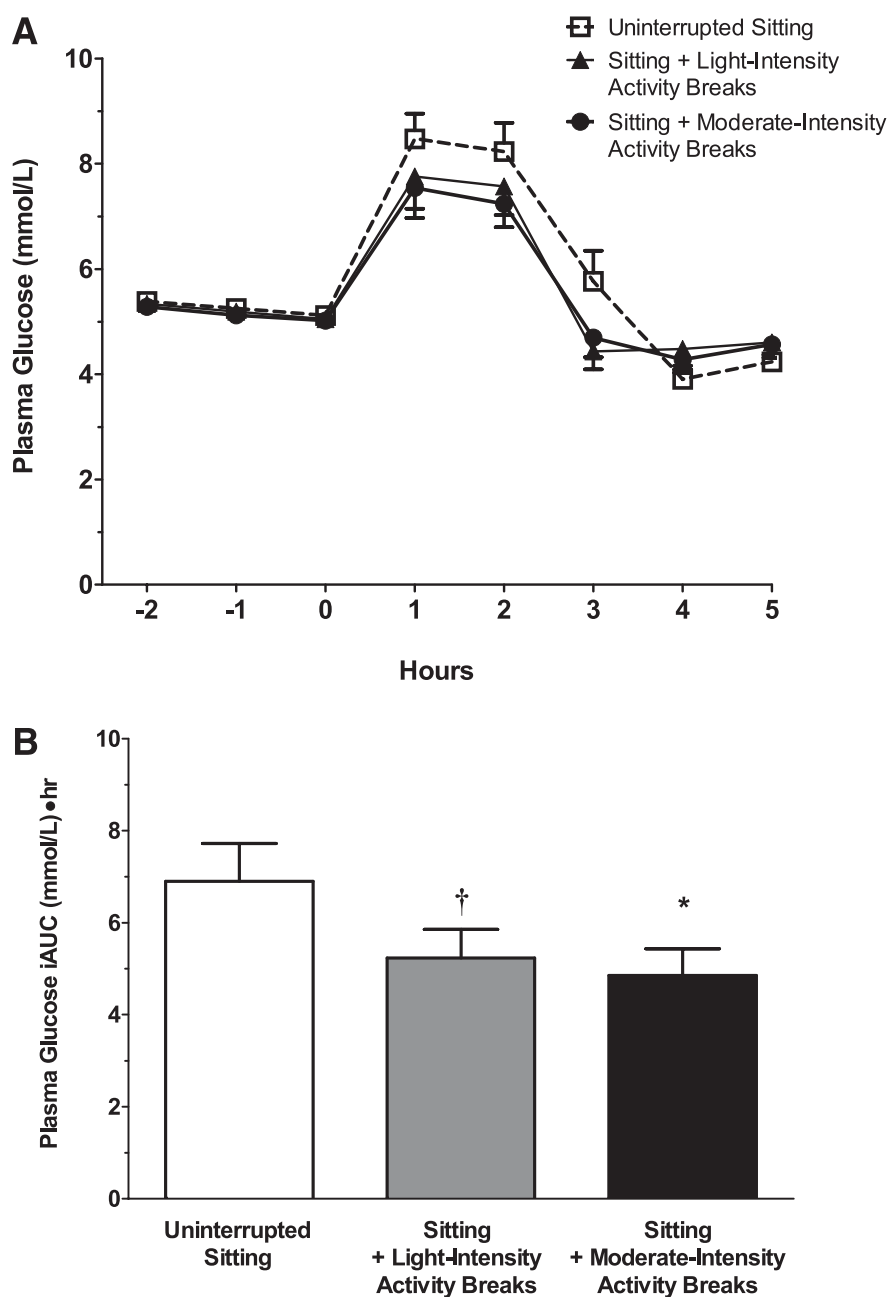 A
Uninterrupted Sitting
Sitting + Light-Intensity
Activity Breaks
Sitting + Moderate-Intensity
Activity Breaks
Plasma Glucose (mmol/L)
10
8
6
4
2
0
-2 -1 0 1 2 3 4 5
Hours
B
Plasma Glucose iAUC (mmol/L)•hr
10
8
6
4
2
0
†
*
Uninterrupted
Sitting
Sitting
+ Light-Intensity
Activity Breaks
Sitting
+ Moderate-Intensity
Activity Breaks